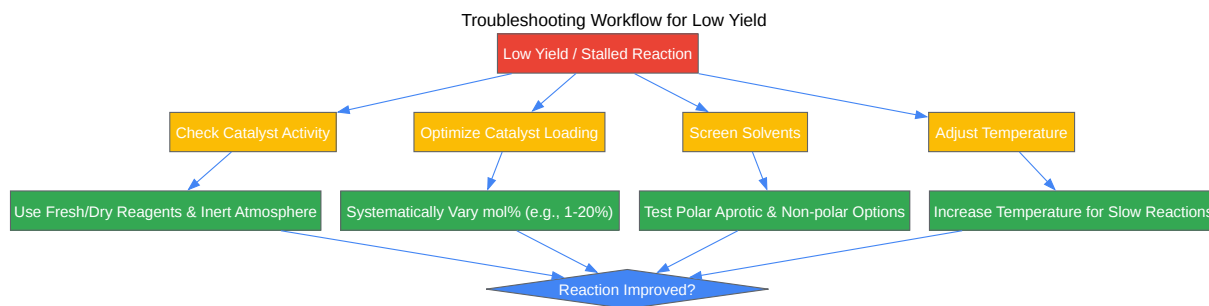 Troubleshooting Workflow for Low Yield
Low Yield / Stalled Reaction
Check Catalyst Activity
Optimize Catalyst Loading
Screen Solvents
Adjust Temperature
Use Fresh/Dry Reagents & Inert Atmosphere
Systematically Vary mol% (e.g., 1-20%)
Test Polar Aprotic & Non-polar Options
Increase Temperature for Slow Reactions
Reaction Improved?